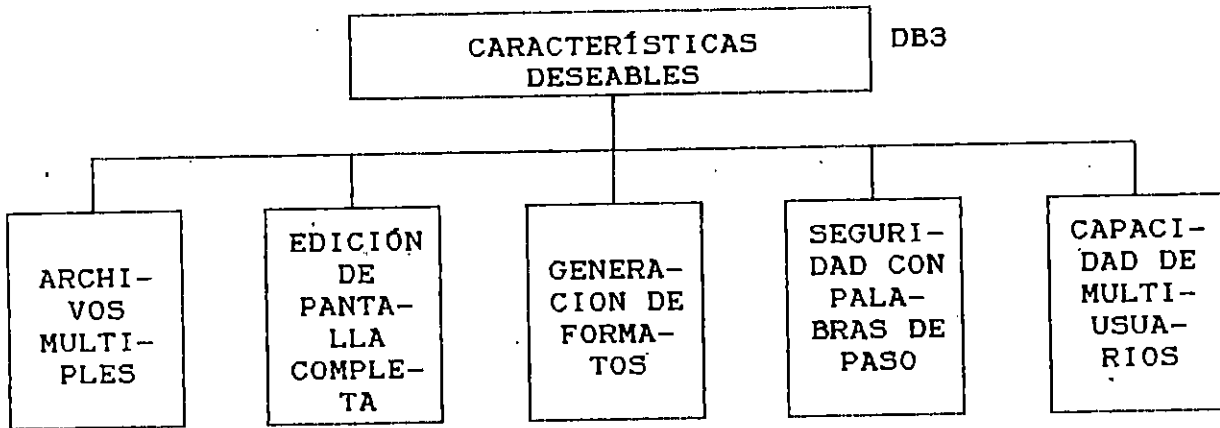 CARACTERÍSTICAS
DESEABLES
DB3
ARCHI-
VOS
MULTI-
PLES
EDICIÓN
DE
PANTA-
LLA
COMPLE-
TA
GENERA-
CION DE
FORMA-
TOS
SEGURI-
DAD CON
PALA-
BRAS DE
PASO
CAPACI-
DAD DE
MULTI-
USUA-
RIOS